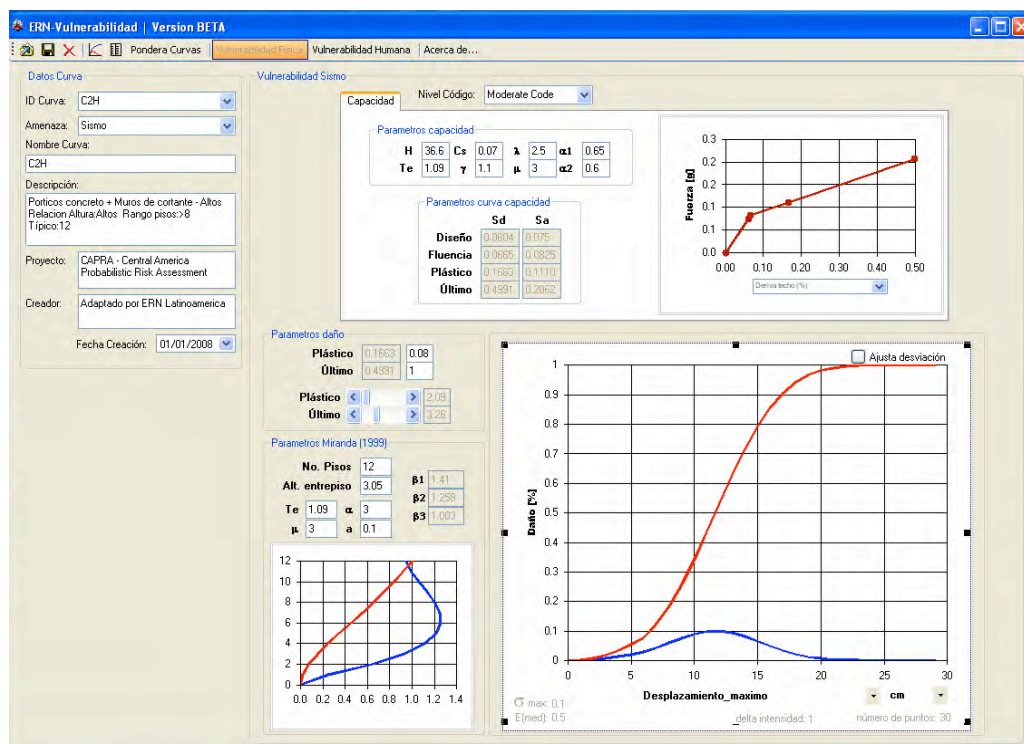 ERN-Vulnerabilidad | Version BETA
Pondera Curvas Vulnerabilidad Física Vulnerabilidad Humana Acerca de...
Datos Curva
ID Curva: C2H
Amenaza: Sismo
Nombre Curva:
C2H
Descripción:
Porticos concreto + Muros de cortante - Altos
Relacion Altura:Altos Rango pisos:>8
Típico:12
Proyecto: CAPRA - Central America
Probabilistic Risk Assessment
Creador: Adaptado por ERN Latinoamerica
Fecha Creación: 01/01/2008
Vulnerabilidad Sismo
Capacidad
Nivel Código: Moderate Code
Parametros capacidad
H 36.6 Cs 0.07 λ 2.5 α1 0.65
Te 1.09 γ 1.1 μ 3 α2 0.6
Parametros curva capacidad
Sd Sa
Diseño 0.0604 0.075
Fluencia 0.0665 0.0825
Plástico 0.1663 0.1110
Último 0.4991 0.2062
Fuerza [g]
0.3
0.2
0.2
0.1
0.1
0.0
0.00 0.10 0.20 0.30 0.40 0.50
Deriva techo (%)
Parametros daño
Plástico 0.1663 0.08
Último 0.4991 1
Plástico 2.09
Último 3.26
Parametros Miranda (1999)
No. Pisos 12
Alt. entrepiso 3.05
Te 1.09 α 3
μ 3 a 0.1
β1 1.41
β2 1.258
β3 1.003
12
10
8
6
4
2
0
0.0 0.2 0.4 0.6 0.8 1.0 1.2 1.4
Ajusta desviación
Daño [%]
1
0.9
0.8
0.7
0.6
0.5
0.4
0.3
0.2
0.1
0
0 5 10 15 20 25 30
Desplazamiento_maximo
cm
σ max: 0.1
E(med): 0.5
_delta intensidad: 1
número de puntos: 30